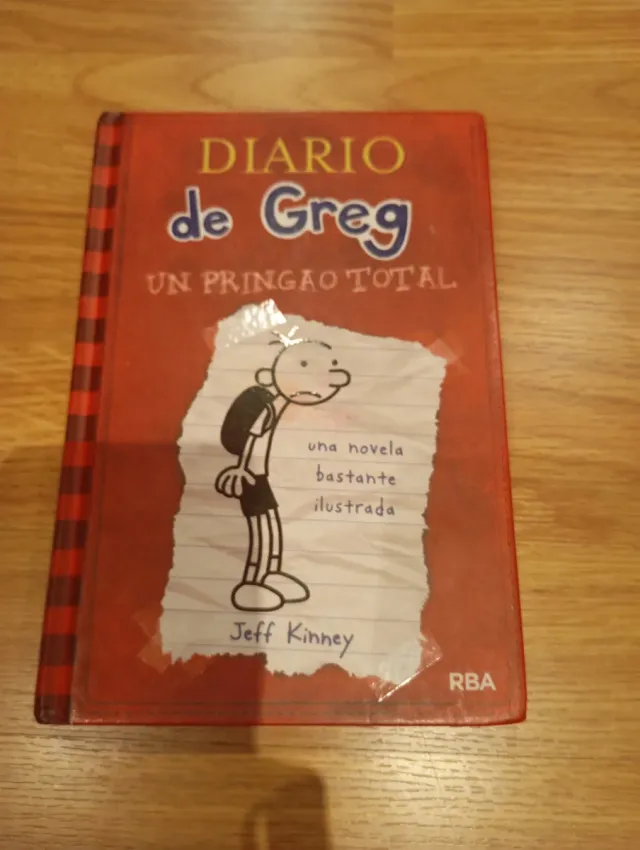 DIARIO
de Greg
UN PRINGAO TOTAL
una novela
bastante
ilustrada
Jeff Kinney
RBA